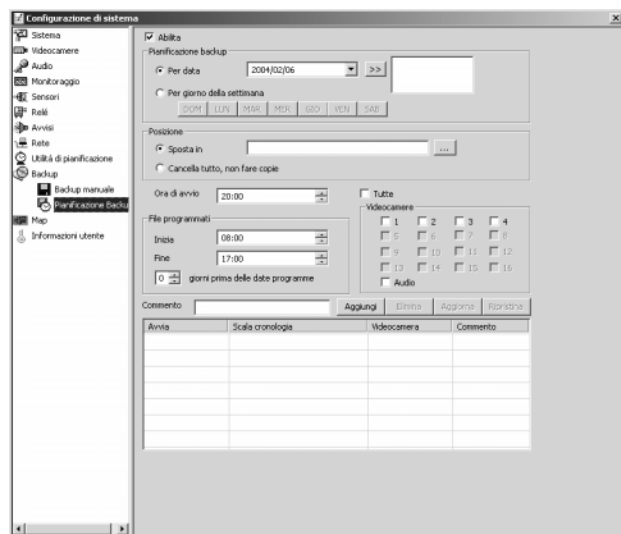 Configurazione di sistema
Sistema
Videocamere
Audio
Monitoraggio
Sensori
Relé
Avvisi
Rete
Utilità di pianificazione
Backup
Backup manuale
Pianificazione Backu
Map
Informazioni utente
Abilita
Pianificazione backup
Per data
2004/02/06
>>
Per giorno della settimana
DOM LUN MAR MER GIO VEN SAB
Posizione
Sposta in
...
Cancella tutto, non fare copie
Ora di avvio 20:00
Tutte
File programmati
Inizia 08:00
Fine 17:00
0 giorni prima delle date programme
Videocamere
1 2 3 4
5 6 7 8
9 10 11 12
13 14 15 16
Audio
Commento
Aggiungi Elimina Aggiorna Ripristina
Avvia Scala cronologia Videocamera Commento